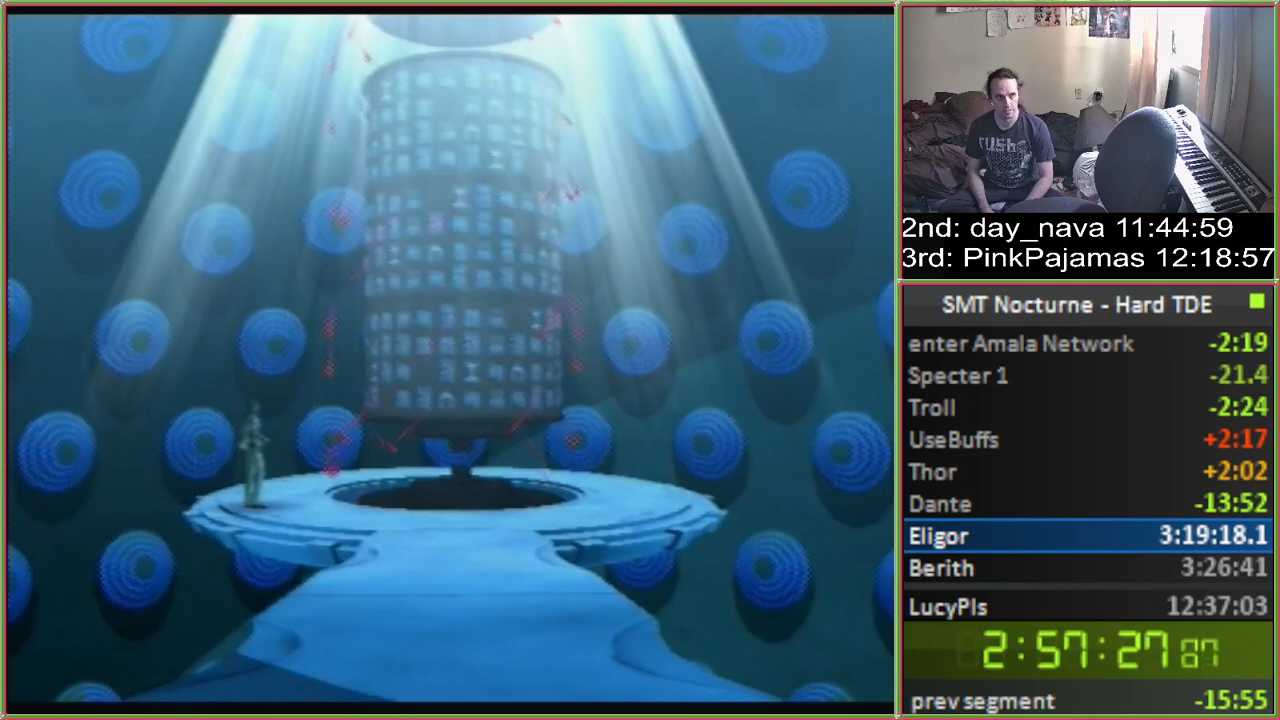 rush
2nd: day_nava 11:44:59
3rd: PinkPajamas 12:18:57
SMT Nocturne - Hard TDE
enter Amala Network -2:19
Specter 1 -21.4
Troll -2:24
UseBuffs +2:17
Thor +2:02
Dante -13:52
Eligor 3:19:18.1
Berith 3:26:41
LucyPls 12:37:03
2:57:27 87
prev segment -15:55